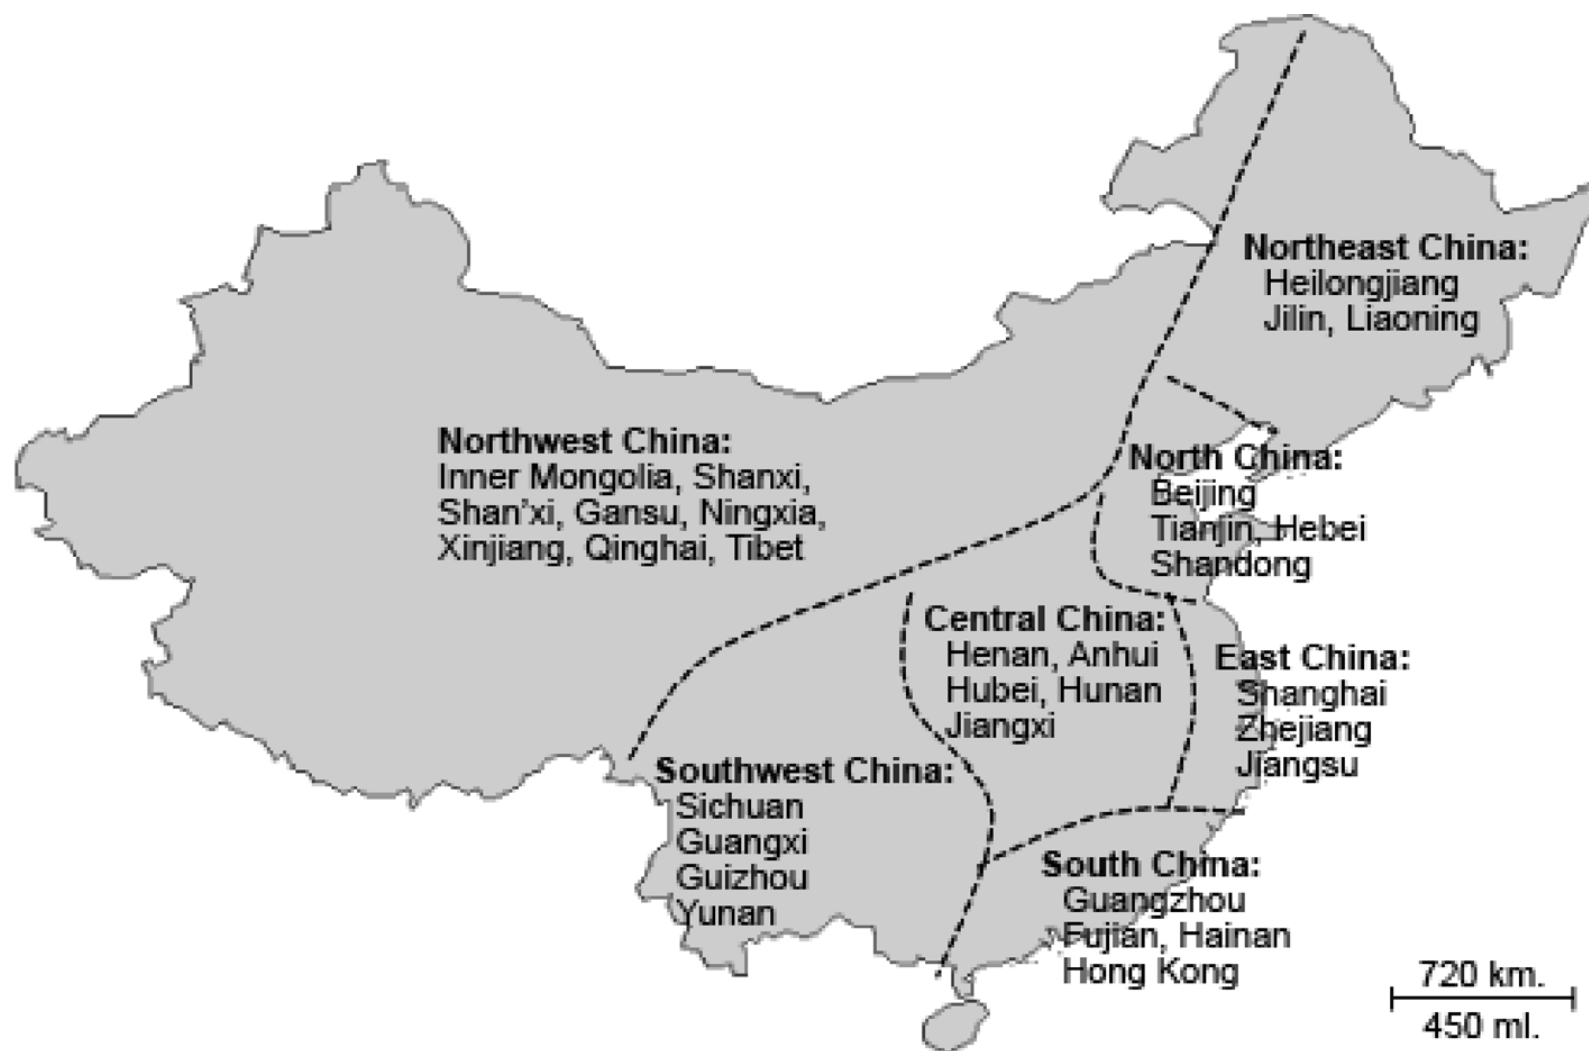 Northeast China:
Heilongjiang
Jilin, Liaoning
Northwest China:
Inner Mongolia, Shanxi,
Shan'xi, Gansu, Ningxia,
Xinjiang, Qinghai, Tibet
North China:
Beijing
Tianjin, Hebei
Shandong
Central China:
Henan, Anhui
Hubei, Hunan
Jiangxi
East China:
Shanghai
Zhejiang
Jiangsu
Southwest China:
Sichuan
Guangxi
Guizhou
Yunan
South China:
Guangzhou
Fujian, Hainan
Hong Kong
720 km.
450 ml.